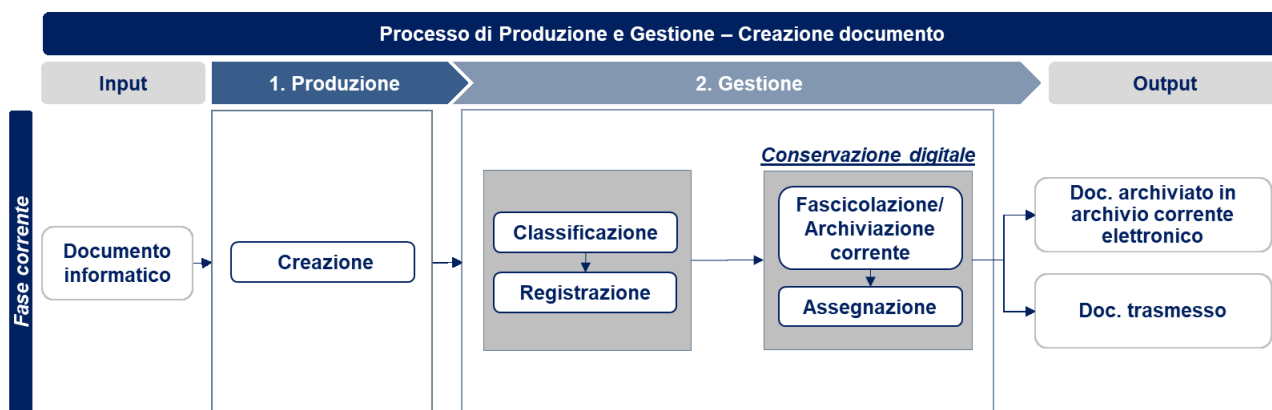 Processo di Produzione e Gestione – Creazione documento
Input
1. Produzione
2. Gestione
Output
Fase corrente
Documento
informatico
Creazione
Classificazione
Registrazione
Conservazione digitale
Fascicolazione/
Archiviazione
corrente
Assegnazione
Doc. archiviato in
archivio corrente
elettronico
Doc. trasmesso